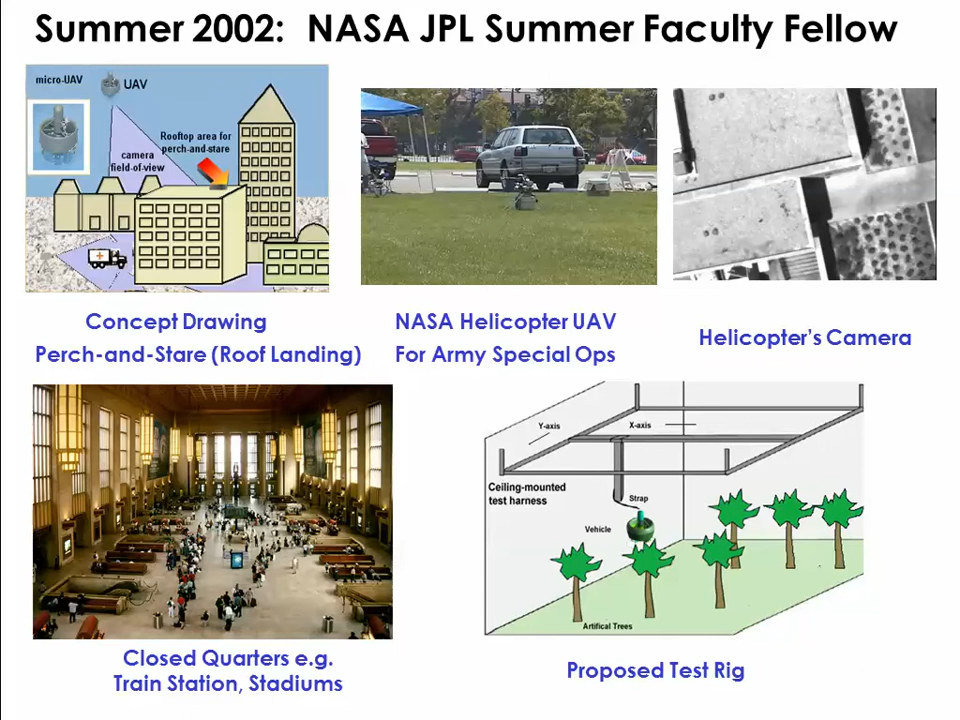 Summer 2002: NASA JPL Summer Faculty Fellow
micro-UAV
UAV
Rooftop area for
perch-and-stare
camera
field-of-view
Concept Drawing
Perch-and-Stare (Roof Landing)
NASA Helicopter UAV
For Army Special Ops
Helicopter's Camera
Y-axis
X-axis
Ceiling-mounted
test harness
Strap
Vehicle
Artifical Trees
Closed Quarters e.g.
Train Station, Stadiums
Proposed Test Rig